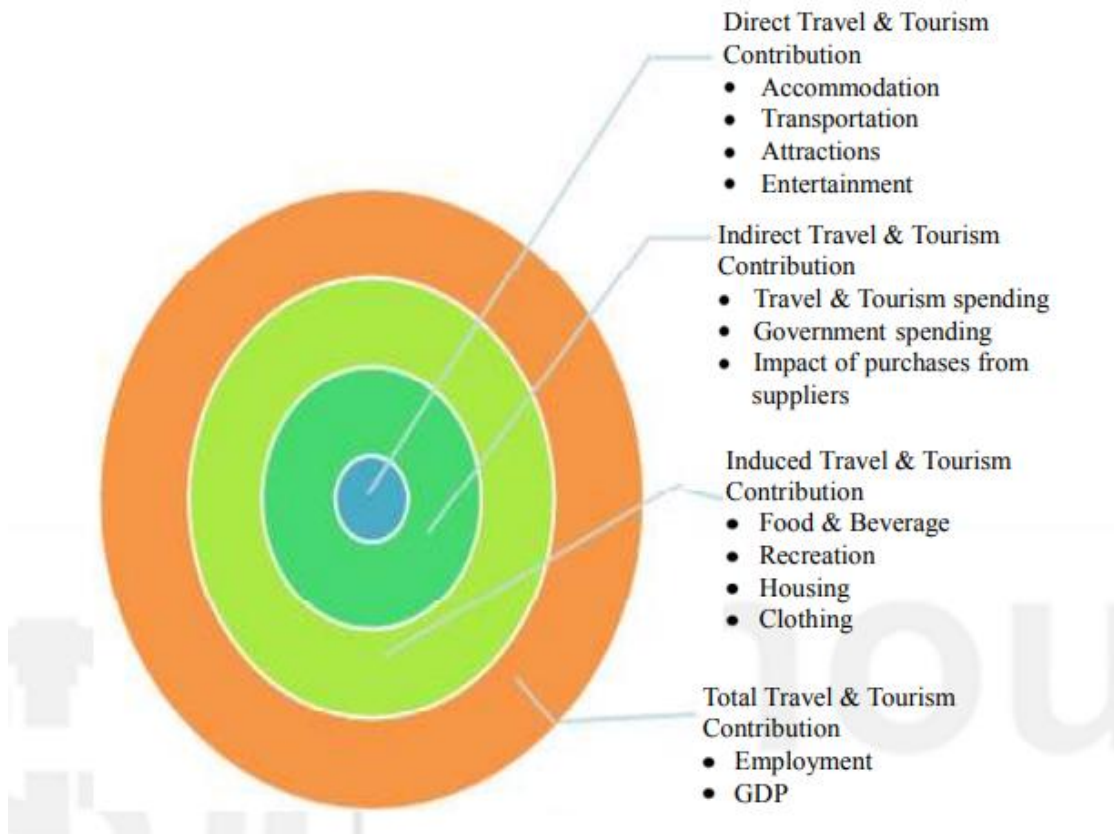 Direct Travel & Tourism
Contribution
• Accommodation
• Transportation
• Attractions
• Entertainment
Indirect Travel & Tourism
Contribution
• Travel & Tourism spending
• Government spending
• Impact of purchases from
suppliers
Induced Travel & Tourism
Contribution
• Food & Beverage
• Recreation
• Housing
• Clothing
Total Travel & Tourism
Contribution
• Employment
• GDP